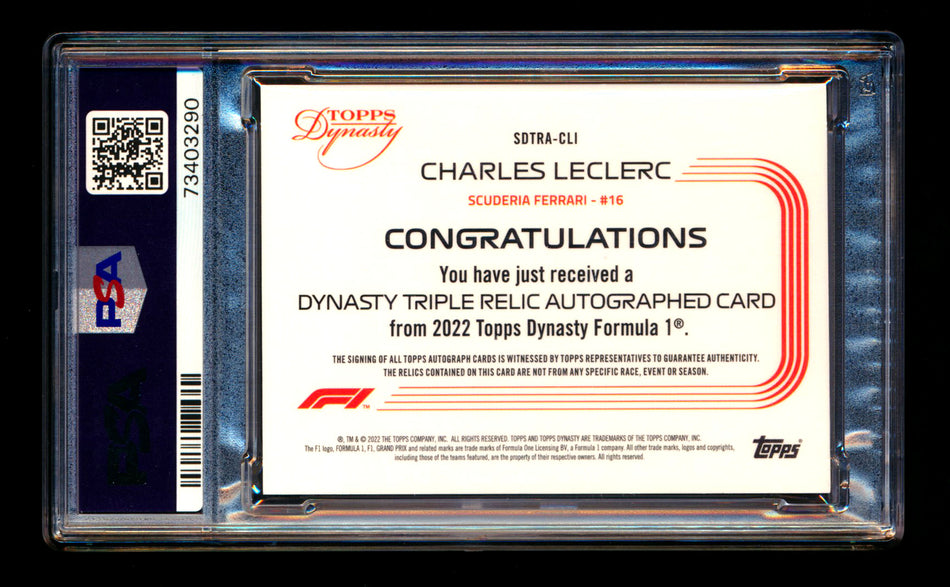 73403290
PSA
PSA
TOPPS
Dynasty
SDTRA-CLI
CHARLES LECLERC
SCUDERIA FERRARI - #16
CONGRATULATIONS
You have just received a
DYNASTY TRIPLE RELIC AUTOGRAPHED CARD
from 2022 Topps Dynasty Formula 1®.
THE SIGNING OF ALL TOPPS AUTOGRAPH CARDS IS WITNESSED BY TOPPS REPRESENTATIVES TO GUARANTEE AUTHENTICITY.
THE RELICS CONTAINED ON THIS CARD ARE NOT FROM ANY SPECIFIC RACE, EVENT OR SEASON.
F1™
®, TM & © 2022 THE TOPPS COMPANY, INC. ALL RIGHTS RESERVED. TOPPS AND TOPPS DYNASTY ARE TRADEMARKS OF THE TOPPS COMPANY, INC.
The F1 logo, FORMULA 1, F1, GRAND PRIX and related marks are trade marks of Formula One Licensing BV, a Formula 1 company. All other trade marks, logos and copyrights,
including those of the teams featured, are the property of their respective owners. All rights reserved.
topps